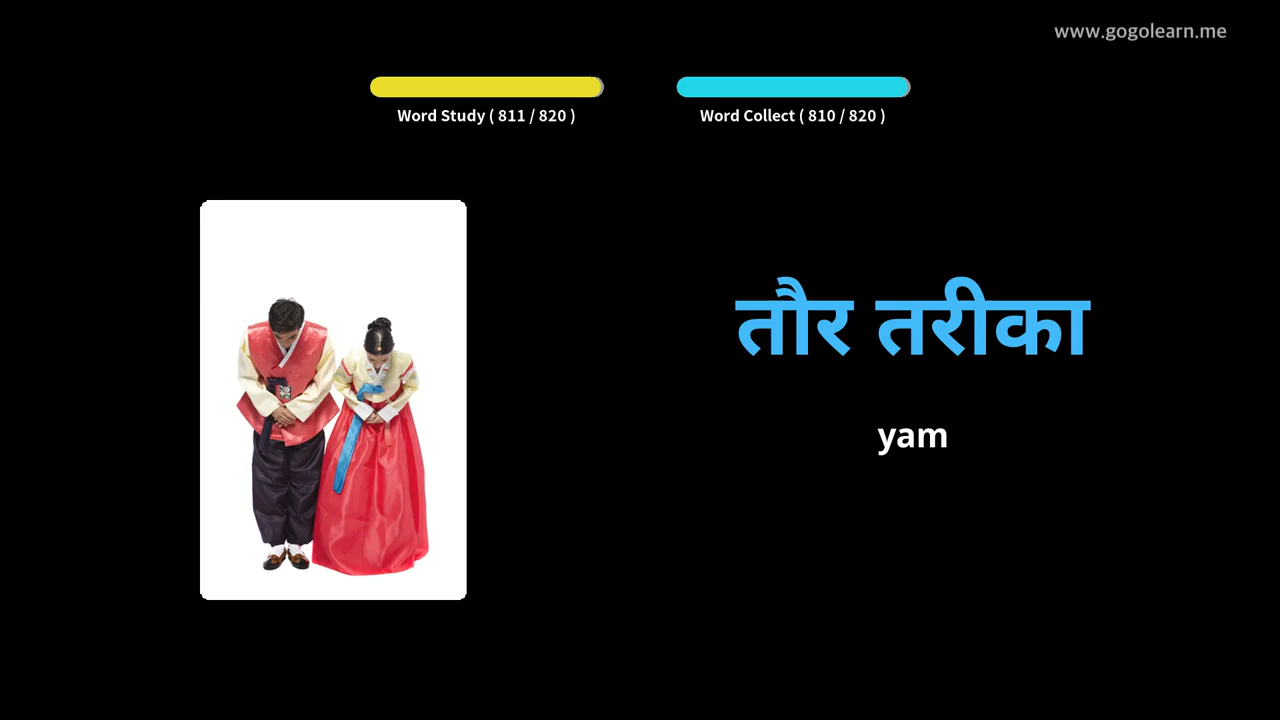 www.gogolearn.me
Word Study ( 811 / 820 )
Word Collect ( 810 / 820 )
तौर तरीका
yam